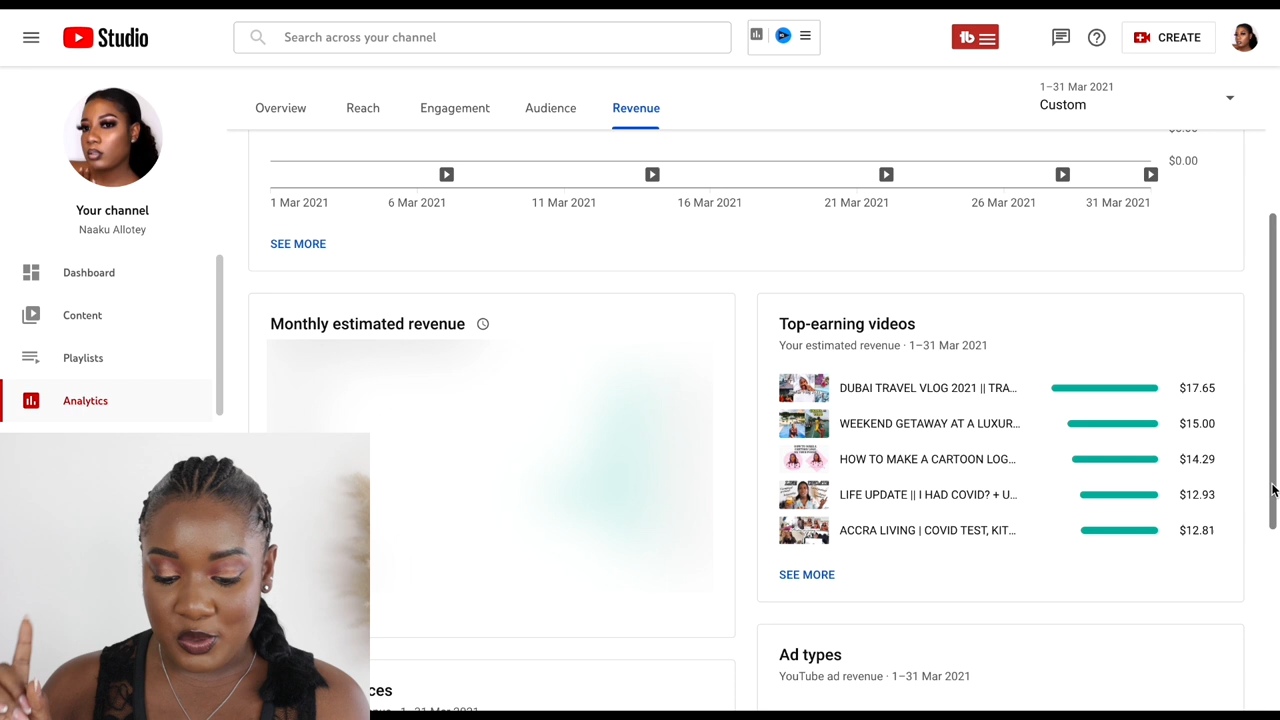 Studio
Search across your channel
CREATE
Your channel
Naaku Allotey
Dashboard
Content
Playlists
Analytics
Overview
Reach
Engagement
Audience
Revenue
1–31 Mar 2021
Custom
$0.00
1 Mar 2021
6 Mar 2021
11 Mar 2021
16 Mar 2021
21 Mar 2021
26 Mar 2021
31 Mar 2021
SEE MORE
Monthly estimated revenue
Top-earning videos
Your estimated revenue · 1–31 Mar 2021
DUBAI TRAVEL VLOG 2021 || TRA... $17.65
WEEKEND GETAWAY AT A LUXUR... $15.00
HOW TO MAKE A CARTOON LOG... $14.29
LIFE UPDATE || I HAD COVID? + U... $12.93
ACCRA LIVING | COVID TEST, KIT... $12.81
SEE MORE
Ad types
YouTube ad revenue · 1–31 Mar 2021
ces